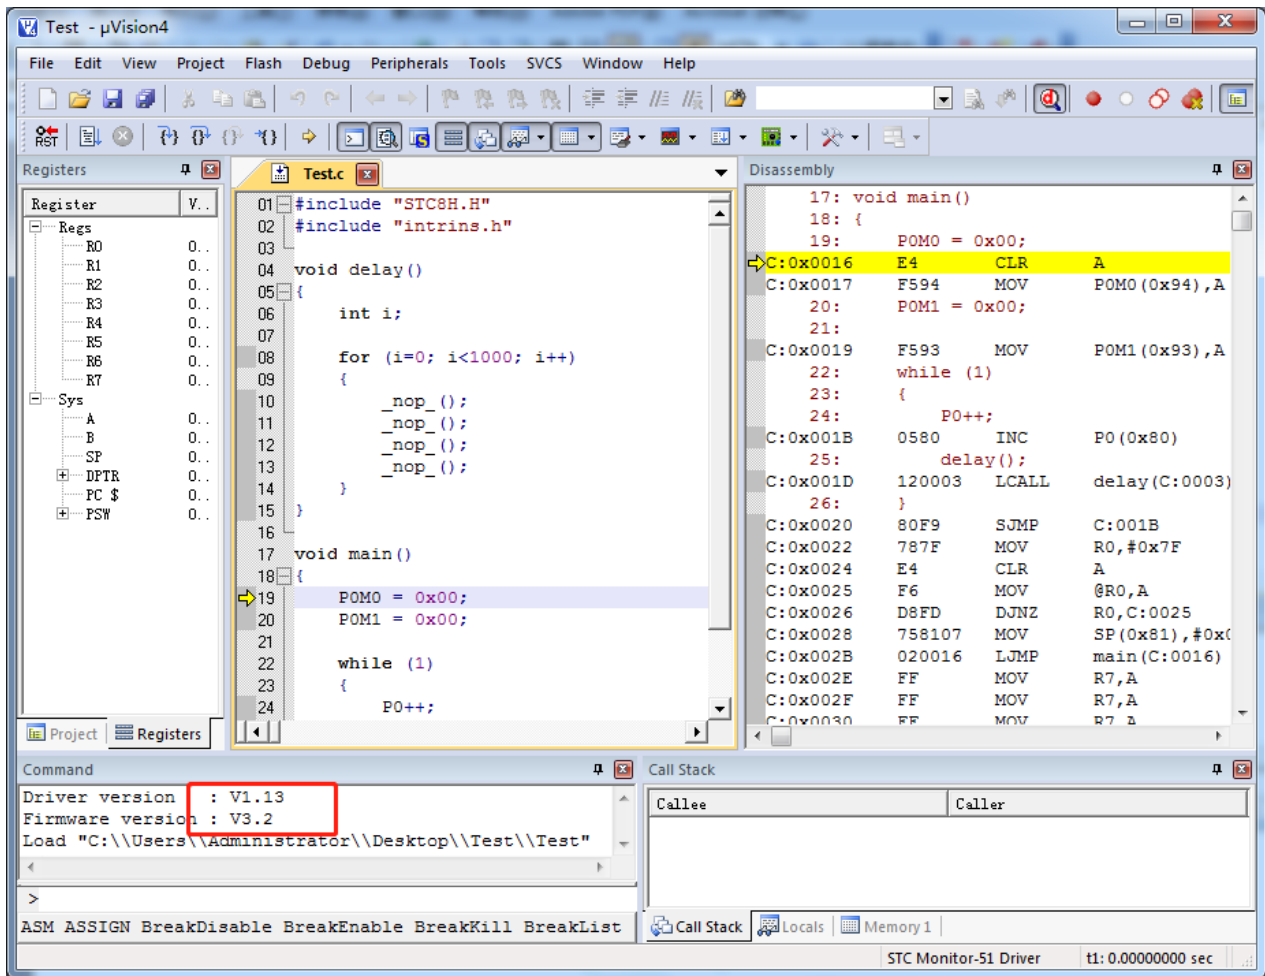 Test - µVision4
File Edit View Project Flash Debug Peripherals Tools SVCS Window Help
RST
Registers
Register V..
Regs
R0 0..
R1 0..
R2 0..
R3 0..
R4 0..
R5 0..
R6 0..
R7 0..
Sys
A 0..
B 0..
SP 0..
DPTR 0..
PC $ 0..
PSW 0..
Project Registers
Test.c
01 #include "STC8H.H"
02 #include "intrins.h"
03
04 void delay()
05 {
06 int i;
07
08 for (i=0; i<1000; i++)
09 {
10 _nop_();
11 _nop_();
12 _nop_();
13 _nop_();
14 }
15 }
16
17 void main()
18 {
19 P0M0 = 0x00;
20 P0M1 = 0x00;
21
22 while (1)
23 {
24 P0++;
Disassembly
17: void main()
18: {
19: P0M0 = 0x00;
C:0x0016 E4 CLR A
C:0x0017 F594 MOV P0M0(0x94),A
20: P0M1 = 0x00;
21:
C:0x0019 F593 MOV P0M1(0x93),A
22: while (1)
23: {
24: P0++;
C:0x001B 0580 INC P0(0x80)
25: delay();
C:0x001D 120003 LCALL delay(C:0003)
26: }
C:0x0020 80F9 SJMP C:001B
C:0x0022 787F MOV R0,#0x7F
C:0x0024 E4 CLR A
C:0x0025 F6 MOV @R0,A
C:0x0026 D8FD DJNZ R0,C:0025
C:0x0028 758107 MOV SP(0x81),#0x0
C:0x002B 020016 LJMP main(C:0016)
C:0x002E FF MOV R7,A
C:0x002F FF MOV R7,A
C:0x0030 FF MOV R7,A
Command
Driver version : V1.13
Firmware version : V3.2
Load "C:\\Users\\Administrator\\Desktop\\Test\\Test"
>
ASM ASSIGN BreakDisable BreakEnable BreakKill BreakList
Call Stack
Callee Caller
Call Stack Locals Memory 1
STC Monitor-51 Driver t1: 0.00000000 sec